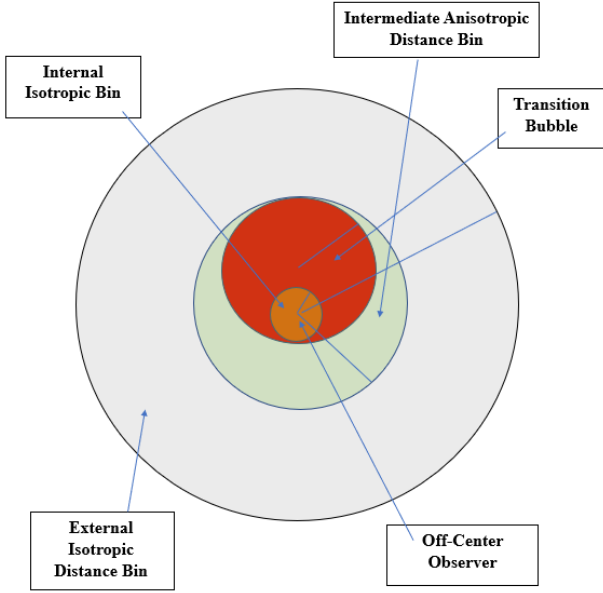 Intermediate Anisotropic
Distance Bin
Internal
Isotropic Bin
Transition
Bubble
External
Isotropic
Distance Bin
Off-Center
Observer